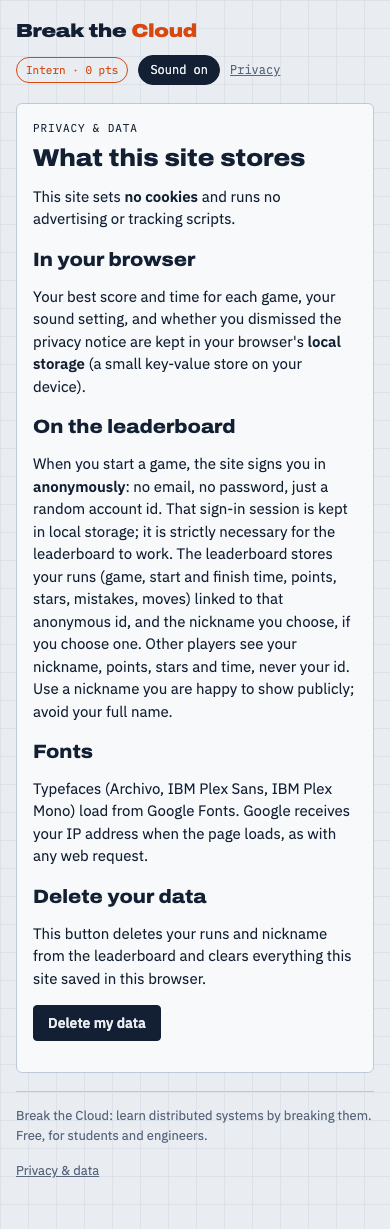 Break the Cloud
Intern · 0 pts
Sound on
Privacy
PRIVACY & DATA
What this site stores
This site sets no cookies and runs no
advertising or tracking scripts.
In your browser
Your best score and time for each game, your
sound setting, and whether you dismissed the
privacy notice are kept in your browser's local
storage (a small key-value store on your
device).
On the leaderboard
When you start a game, the site signs you in
anonymously: no email, no password, just a
random account id. That sign-in session is kept
in local storage; it is strictly necessary for the
leaderboard to work. The leaderboard stores
your runs (game, start and finish time, points,
stars, mistakes, moves) linked to that
anonymous id, and the nickname you choose, if
you choose one. Other players see your
nickname, points, stars and time, never your id.
Use a nickname you are happy to show publicly;
avoid your full name.
Fonts
Typefaces (Archivo, IBM Plex Sans, IBM Plex
Mono) load from Google Fonts. Google receives
your IP address when the page loads, as with
any web request.
Delete your data
This button deletes your runs and nickname
from the leaderboard and clears everything this
site saved in this browser.
Delete my data
Break the Cloud: learn distributed systems by breaking them.
Free, for students and engineers.
Privacy & data